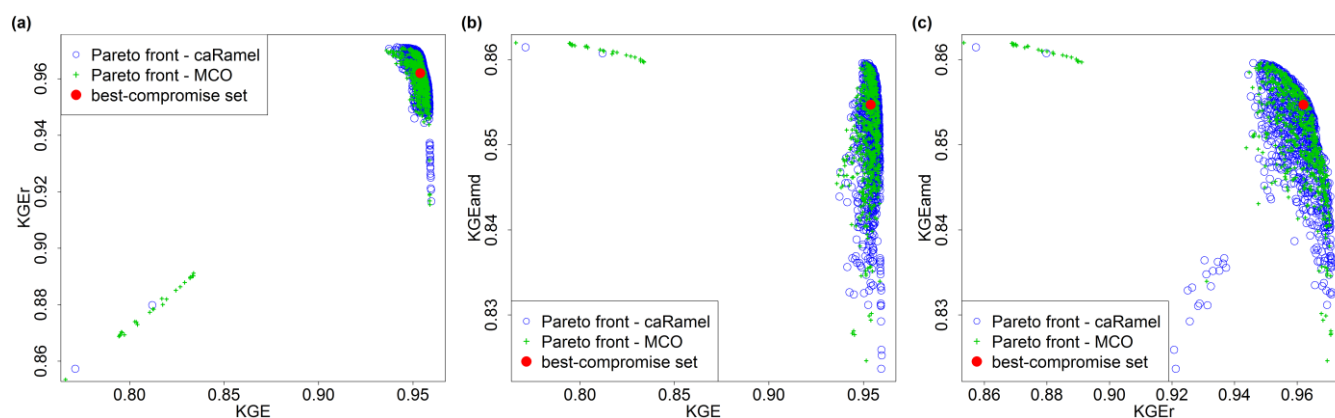 (a)
Pareto front - caRamel
Pareto front - MCO
best-compromise set
KGEr
0.96
0.94
0.92
0.90
0.88
0.86
0.80
0.85
0.90
0.95
KGE
(b)
KGEamd
0.86
0.85
0.84
0.83
Pareto front - caRamel
Pareto front - MCO
best-compromise set
0.80
0.85
0.90
0.95
KGE
(c)
KGEamd
0.86
0.85
0.84
0.83
Pareto front - caRamel
Pareto front - MCO
best-compromise set
0.86
0.88
0.90
0.92
0.94
0.96
KGEr